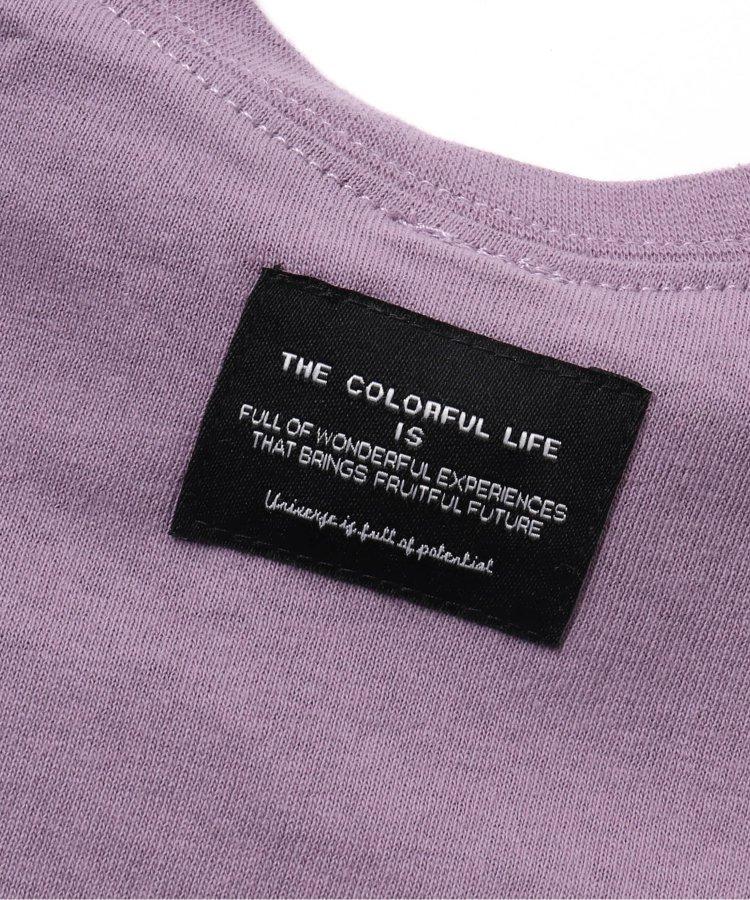 THE COLORFUL LIFE
IS
FULL OF WONDERFUL EXPERIENCES
THAT BRINGS FRUITFUL FUTURE
Universe is full of potential